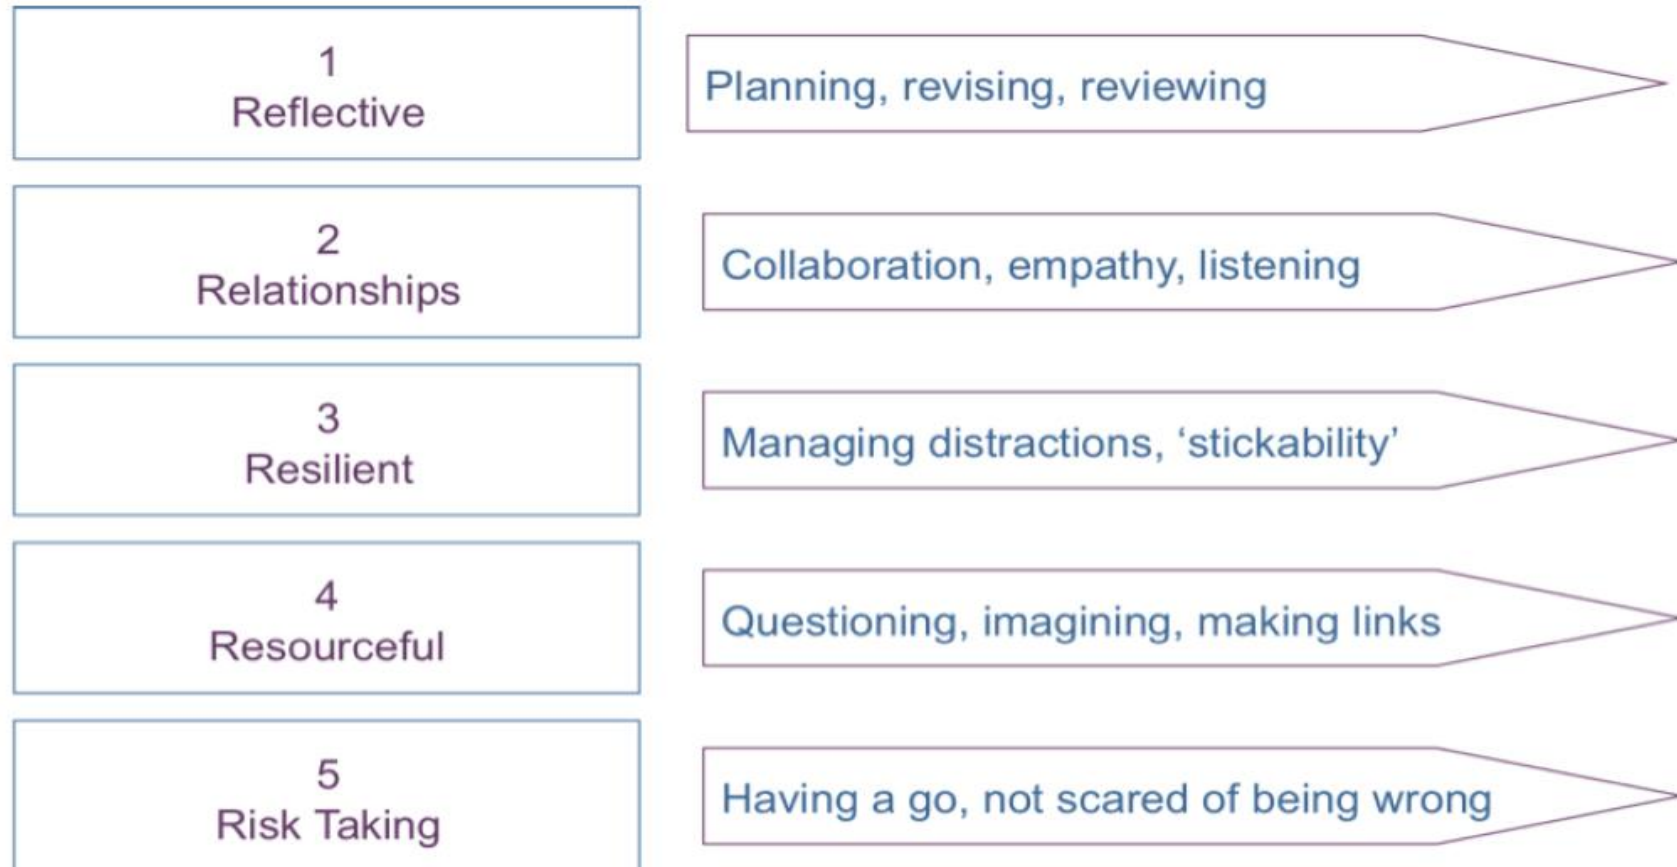 1
Reflective
Planning, revising, reviewing
2
Relationships
Collaboration, empathy, listening
3
Resilient
Managing distractions, ‘stickability’
4
Resourceful
Questioning, imagining, making links
5
Risk Taking
Having a go, not scared of being wrong